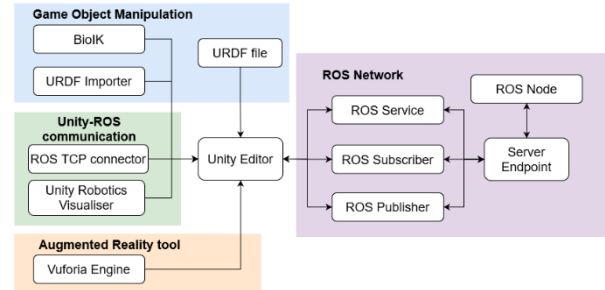 Game Object Manipulation
BioIK
URDF Importer
URDF file
Unity-ROS
communication
ROS TCP connector
Unity Robotics
Visualiser
Unity Editor
Augmented Reality tool
Vuforia Engine
ROS Network
ROS Service
ROS Subscriber
ROS Publisher
ROS Node
Server
Endpoint